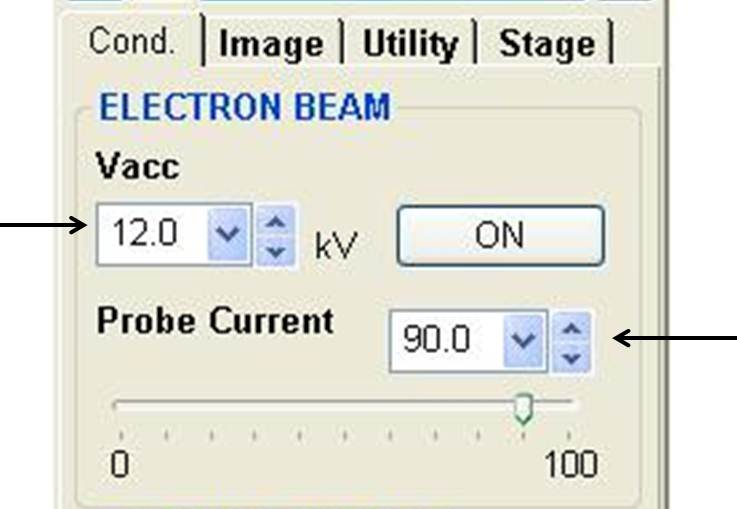 Cond. Image Utility Stage
ELECTRON BEAM
Vacc
12.0 kV ON
Probe Current 90.0
0 100